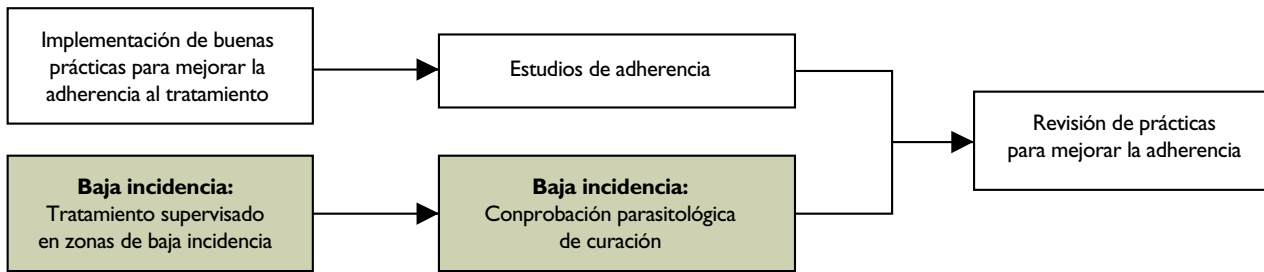 Implementación de buenas
prácticas para mejorar la
adherencia al tratamiento
Estudios de adherencia
Revisión de prácticas
para mejorar la adherencia
Baja incidencia:
Tratamiento supervisado
en zonas de baja incidencia
Baja incidencia:
Conprobación parasitológica
de curación